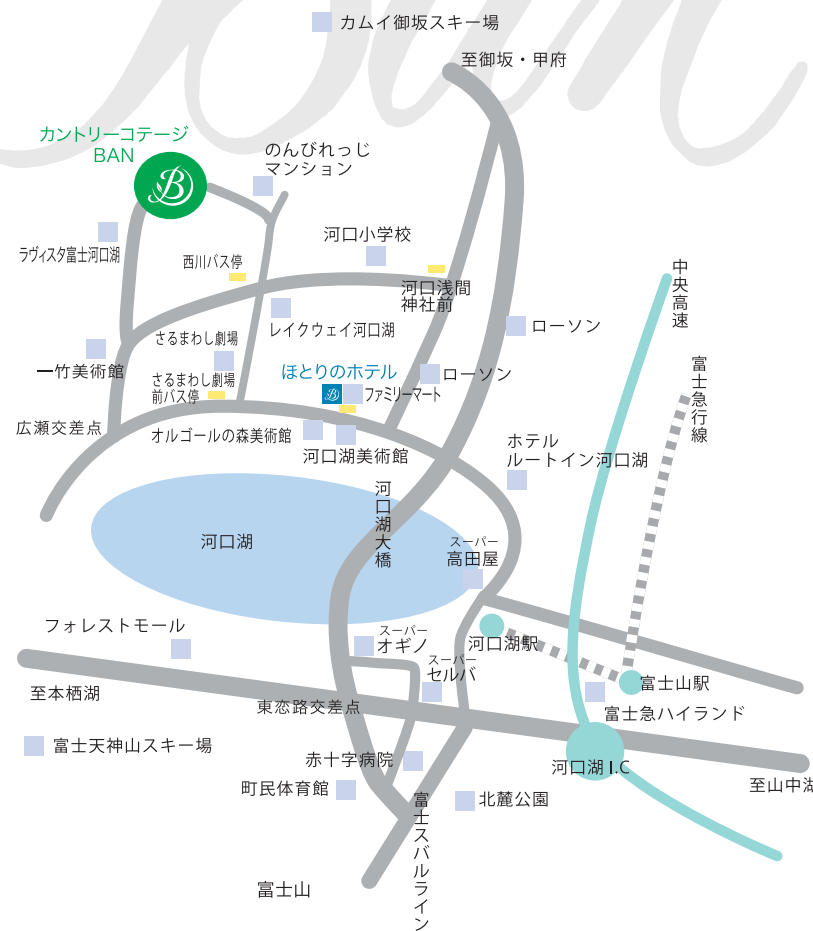 カムイ御坂スキー場
至御坂・甲府
カントリーコテージ
BAN
B
のんびれっじ
マンション
河口小学校
ラヴィスタ富士河口湖
西川バス停
中央高速
河口浅間
神社前
レイクウェイ河口湖
ローソン
さるまわし劇場
一竹美術館
ほとりのホテル
B
ファミリーマート
ローソン
富士急行線
さるまわし劇場
前バス停
広瀬交差点
オルゴールの森美術館
河口湖美術館
ホテル
ルートイン河口湖
河口湖大橋
河口湖
スーパー
高田屋
フォレストモール
スーパー
オギノ
河口湖駅
スーパー
セルバ
富士山駅
至本栖湖
東恋路交差点
富士急ハイランド
富士天神山スキー場
赤十字病院
河口湖 I.C
町民体育館
北麓公園
至山中湖
富士スバルライン
富士山